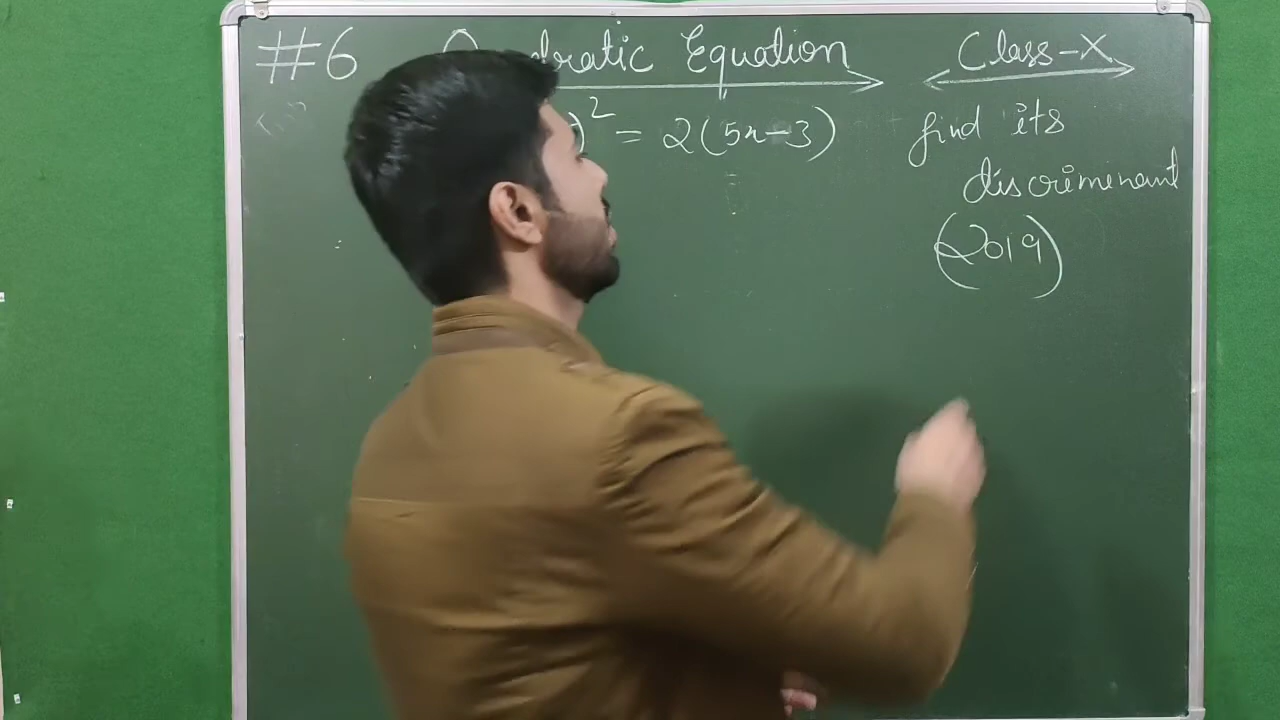 #6 Quadratic Equation Class-X
)² = 2(5x-3) find its
discriminant
(2019)